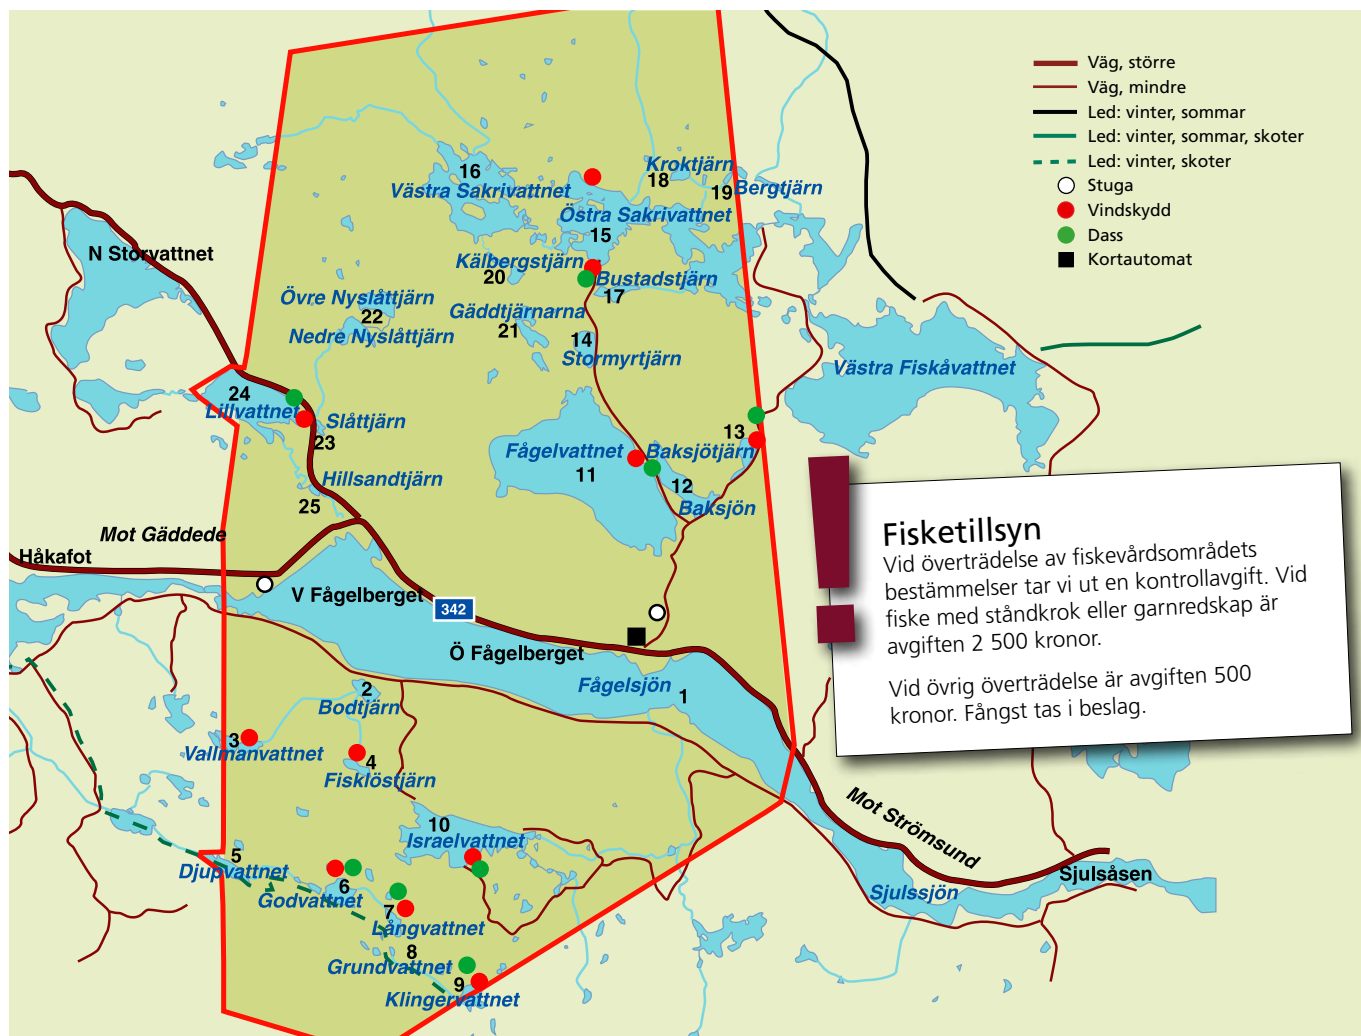 Väg, större
Väg, mindre
Led: vinter, sommar
Led: vinter, sommar, skoter
Led: vinter, skoter
Stuga
Vindskydd
Dass
Kortautomat
16
Västra Sakrivattnet
Kroktjärn
18
19
Bergtjärn
Östra Sakrivattnet
15
N Storvattnet
Kälbergstjärn
20
Bustadstjärn
17
Övre Nyslåttjärn
22
Nedre Nyslåttjärn
Gäddtjärnarna
21
14
Stormyrtjärn
Västra Fiskåvattnet
24
Lillvattnet
Slåttjärn
23
13
Fågelvattnet
11
Baksjötjärn
12
Baksjön
Hillsandtjärn
25
Mot Gäddede
Håkafot
V Fågelberget
342
Ö Fågelberget
Fågelsjön
1
2
Bodtjärn
3
Vallmanvattnet
4
Fisklöstjärn
10
Israelvattnet
5
Djupvattnet
6
Godvattnet
7
Långvattnet
8
Grundvattnet
9
Klingervattnet
Mot Strömsund
Sjulssjön
Sjulsåsen
!
Fisketillsyn
Vid överträdelse av fiskevårdsområdets
bestämmelser tar vi ut en kontrollavgift. Vid
fiske med ståndkrok eller garnredskap är
avgiften 2 500 kronor.
Vid övrig överträdelse är avgiften 500
kronor. Fångst tas i beslag.